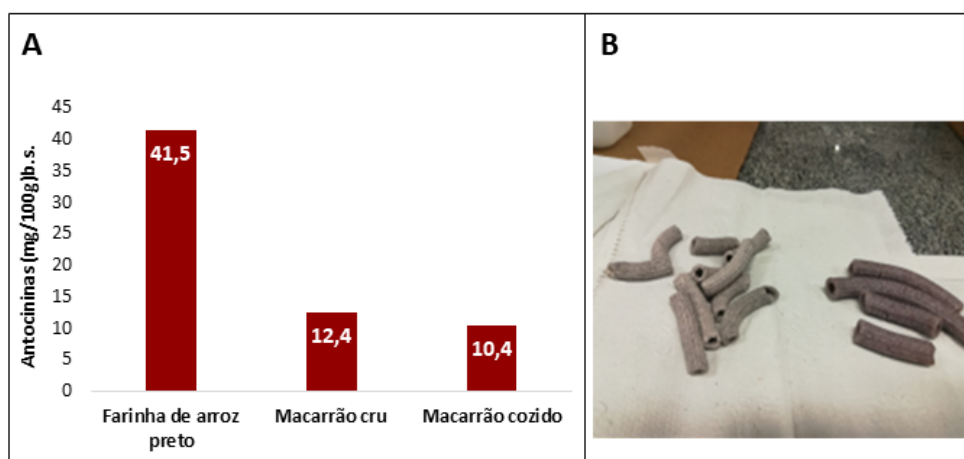 A
Antocininas (mg/100g)b.s.
45
40
35
30
25
20
15
10
5
0
41,5
12,4
10,4
Farinha de arroz
preto
Macarrão cru
Macarrão cozido
B